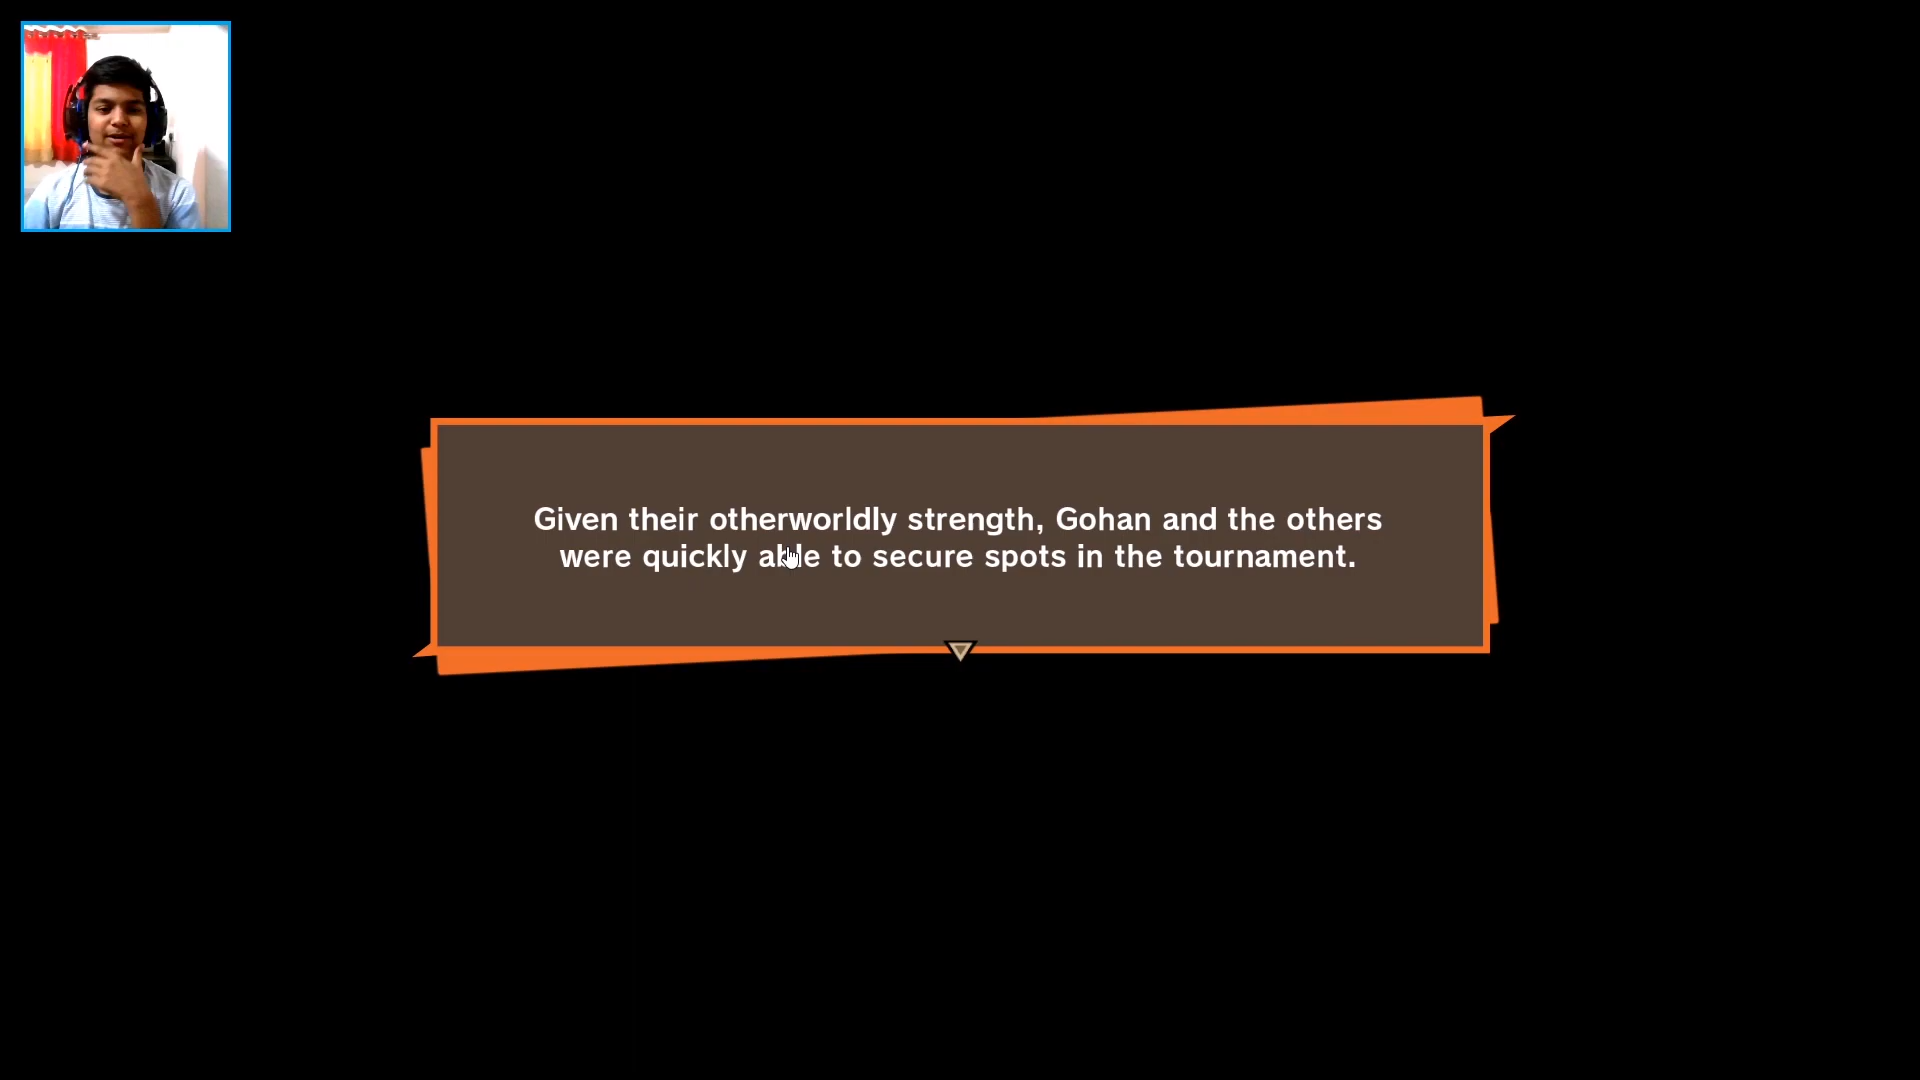 Given their otherworldly strength, Gohan and the others
were quickly able to secure spots in the tournament.